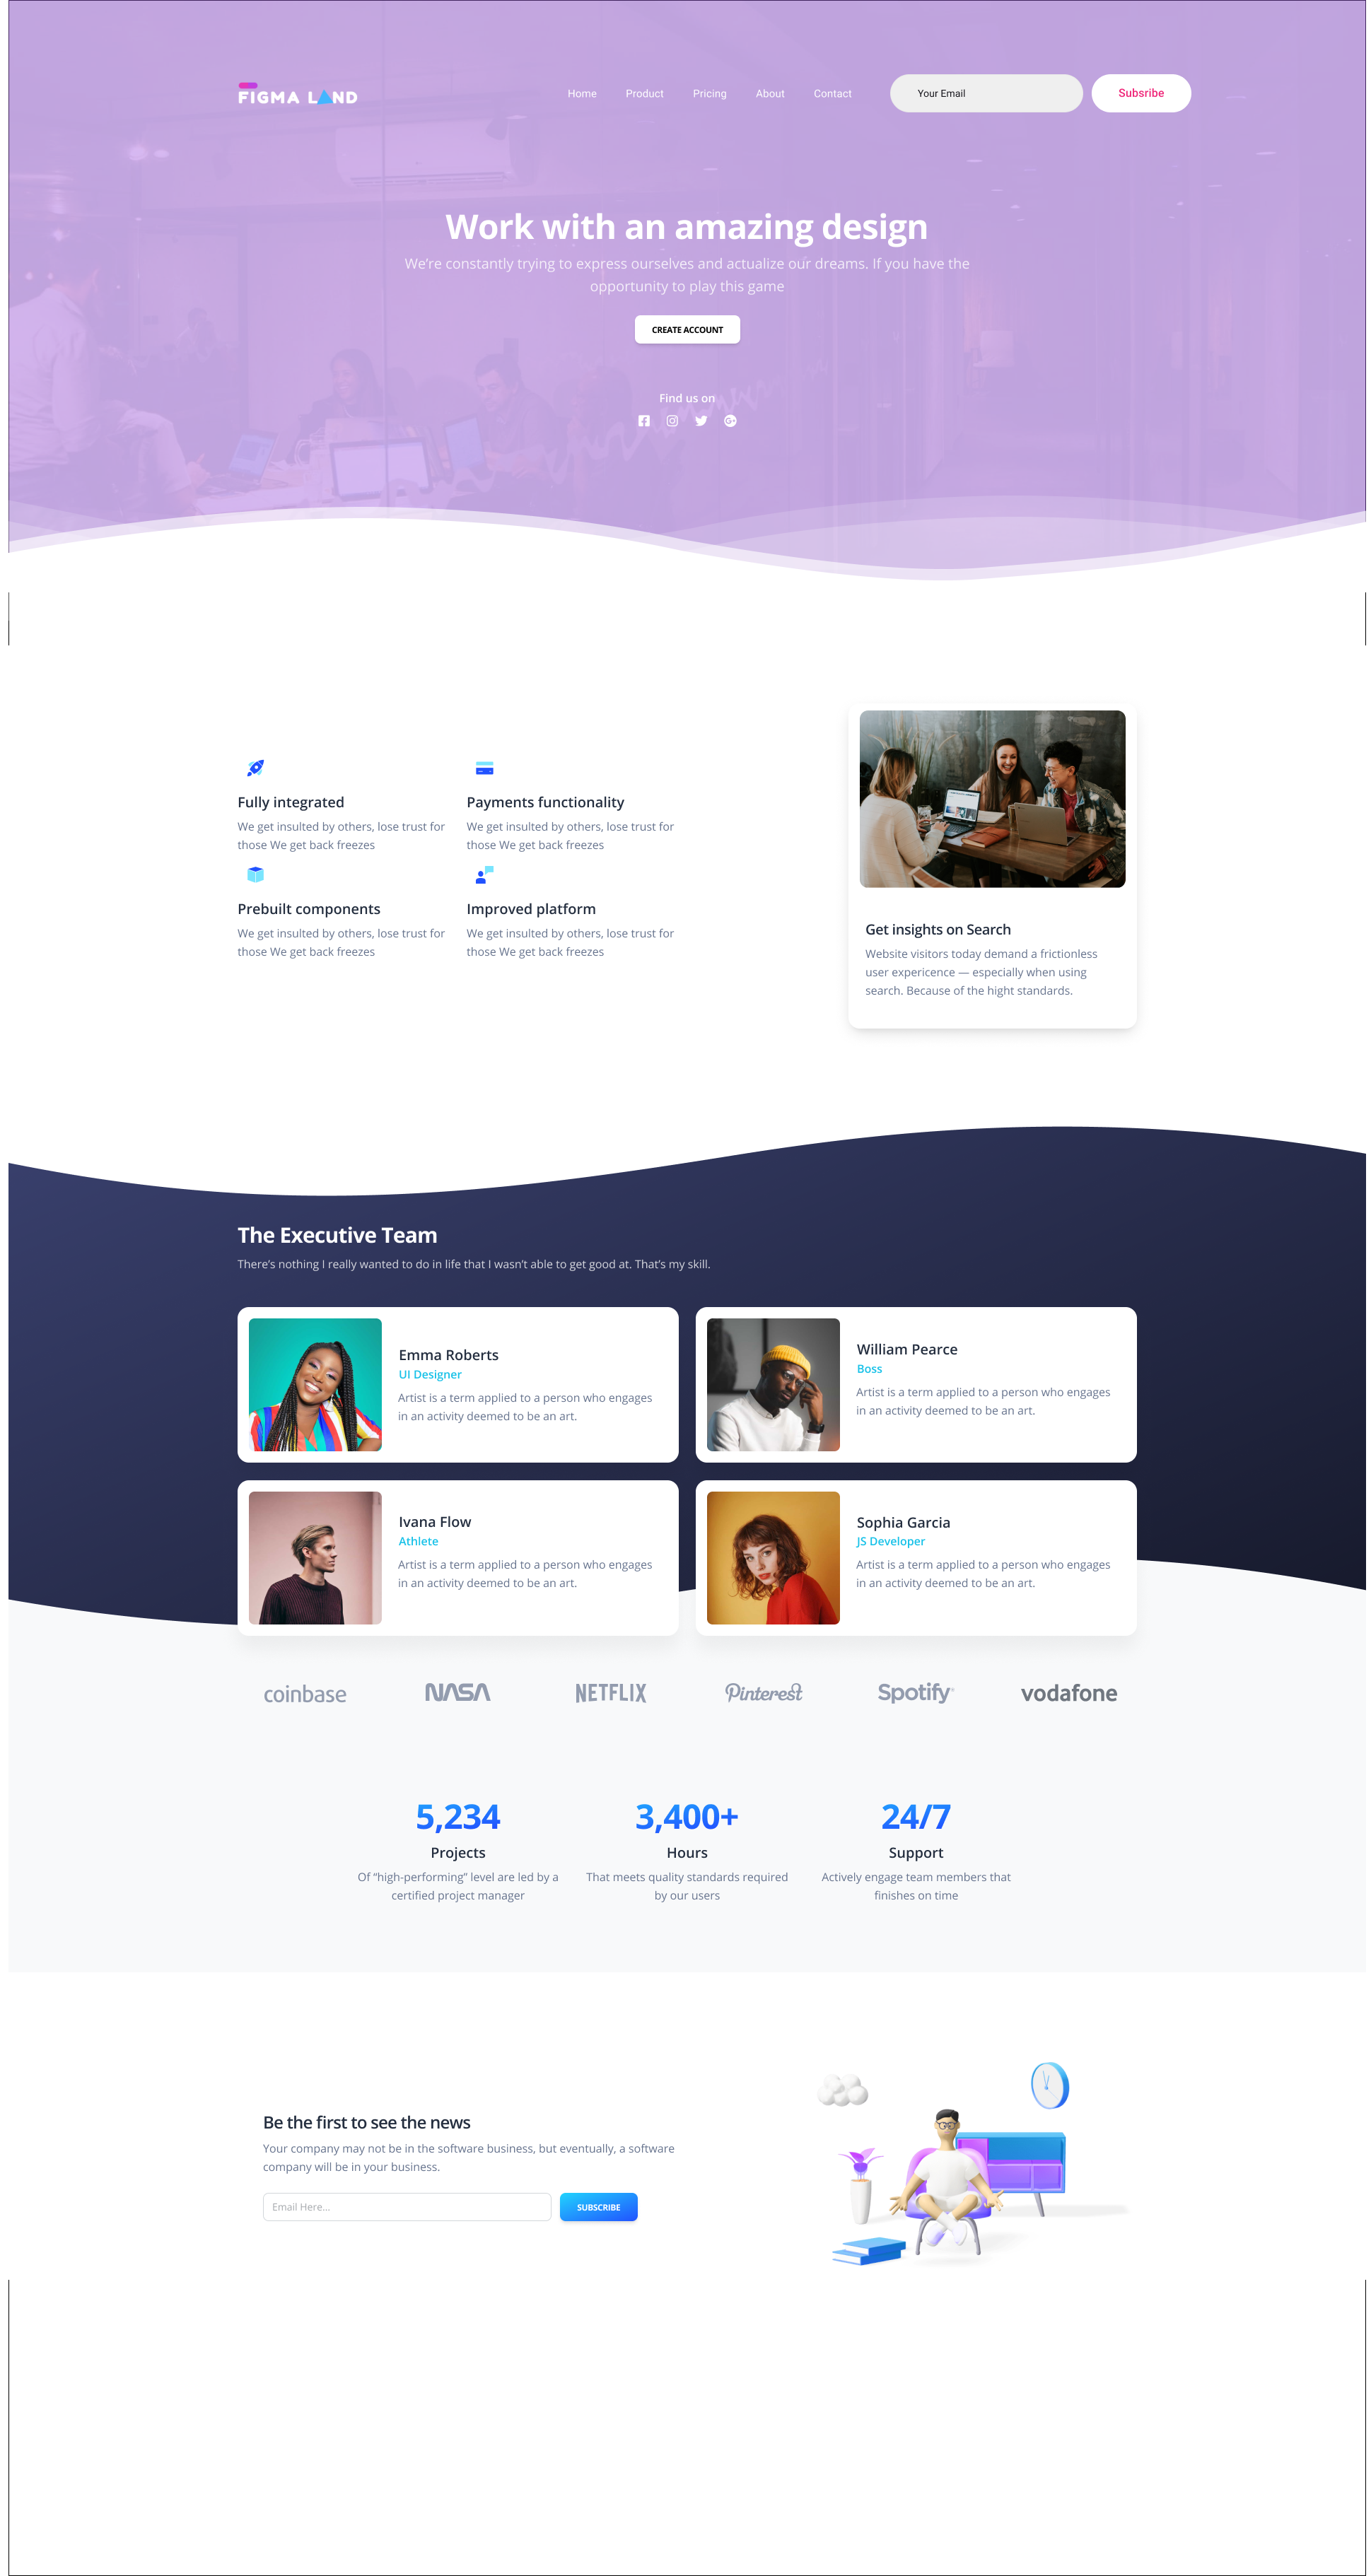 FIGMA LAND
Home Product Pricing About Contact Your Email Subsribe
Work with an amazing design
We're constantly trying to express ourselves and actualize our dreams. If you have the
opportunity to play this game
CREATE ACCOUNT
Find us on
Fully integrated
We get insulted by others, lose trust for
those We get back freezes
Payments functionality
We get insulted by others, lose trust for
those We get back freezes
Prebuilt components
We get insulted by others, lose trust for
those We get back freezes
Improved platform
We get insulted by others, lose trust for
those We get back freezes
Get insights on Search
Website visitors today demand a frictionless
user expericence — especially when using
search. Because of the hight standards.
The Executive Team
There's nothing I really wanted to do in life that I wasn't able to get good at. That's my skill.
Emma Roberts
UI Designer
Artist is a term applied to a person who engages
in an activity deemed to be an art.
William Pearce
Boss
Artist is a term applied to a person who engages
in an activity deemed to be an art.
Ivana Flow
Athlete
Artist is a term applied to a person who engages
in an activity deemed to be an art.
Sophia Garcia
JS Developer
Artist is a term applied to a person who engages
in an activity deemed to be an art.
coinbase NASA NETFLIX Pinterest Spotify® vodafone
5,234
Projects
Of “high-performing” level are led by a
certified project manager
3,400+
Hours
That meets quality standards required
by our users
24/7
Support
Actively engage team members that
finishes on time
Be the first to see the news
Your company may not be in the software business, but eventually, a software
company will be in your business.
Email Here...
SUBSCRIBE